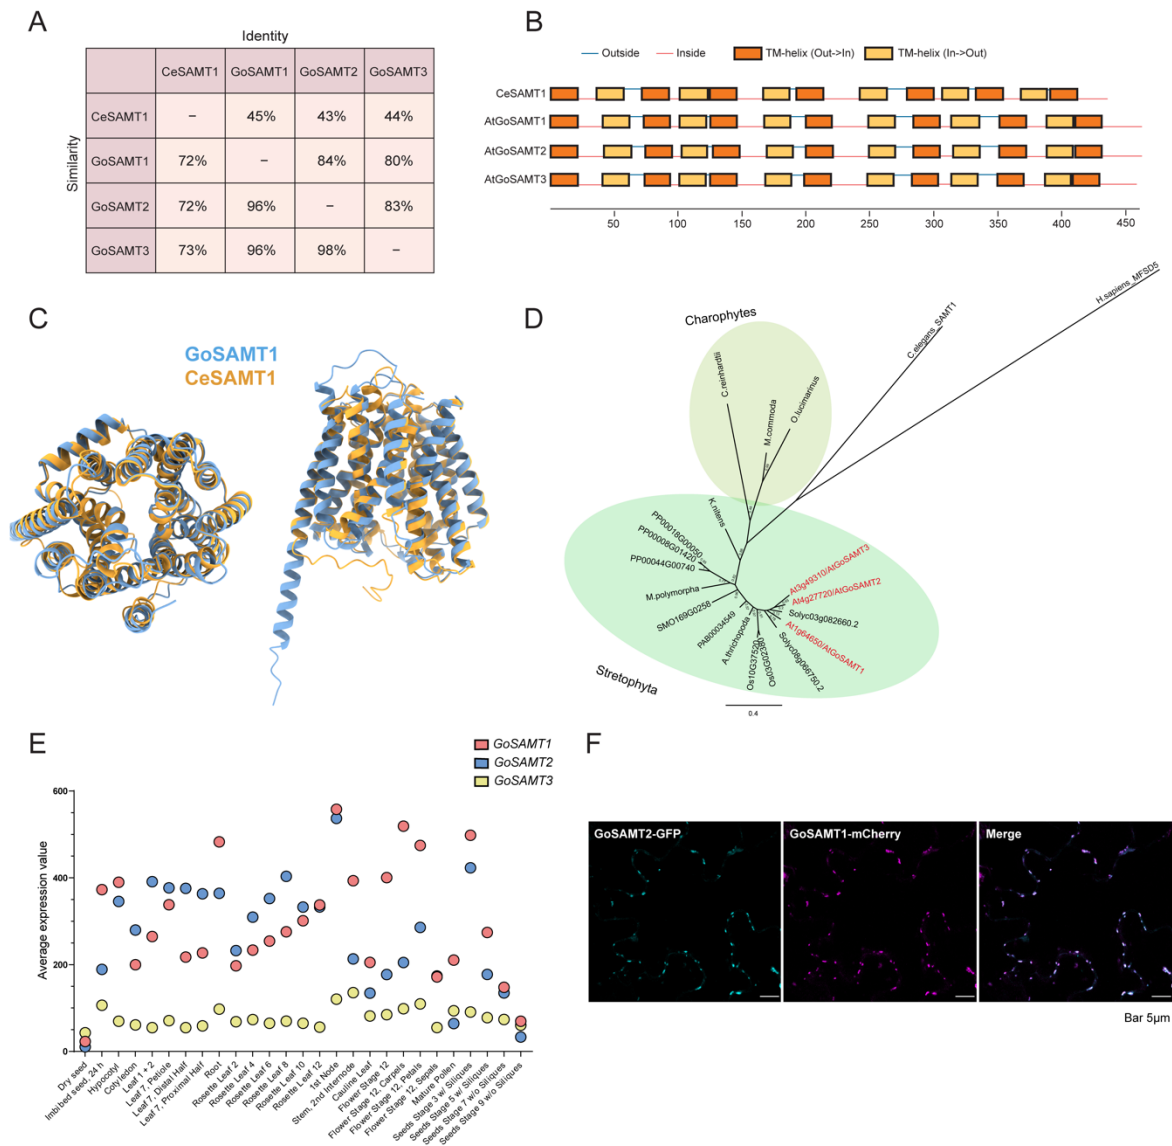 A
Identity
CeSAMT1 GoSAMT1 GoSAMT2 GoSAMT3
Similarity
CeSAMT1 – 45% 43% 44%
GoSAMT1 72% – 84% 80%
GoSAMT2 72% 96% – 83%
GoSAMT3 73% 96% 98% –
B
Outside Inside TM-helix (Out->In) TM-helix (In->Out)
CeSAMT1
AtGoSAMT1
AtGoSAMT2
AtGoSAMT3
50 100 150 200 250 300 350 400 450
C
GoSAMT1
CeSAMT1
D
Charophytes
C.reinhardtii
M.commoda
O.lucimarinus
C.elegans_SAMT1
H.sapiens_MFSD5
K.nitens
PP00018G00050
PP00008G01420
PP00044G00740
M.polymorpha
SMO169G0258
PAB00034549
A.thrichopoda
Os10G37520
Os03G02380
Solyc08g066750.2
At1g64650/AtGoSAMT1
Solyc03g082660.2
At4g27720/AtGoSAMT2
At3g49310/AtGoSAMT3
Stretophyta
0.4
E
GoSAMT1
GoSAMT2
GoSAMT3
Average expression value
600
400
200
0
Dry seed
Imbibed seed, 24 h
Hypocotyl
Cotyledon
Leaf 1 + 2
Leaf 7, Petiole
Leaf 7, Distal Half
Leaf 7, Proximal Half
Root
Rosette Leaf 2
Rosette Leaf 4
Rosette Leaf 6
Rosette Leaf 8
Rosette Leaf 10
Rosette Leaf 12
1st Node
Stem, 2nd Internode
Cauline Leaf
Flower Stage 12
Flower Stage 12, Carpels
Flower Stage 12, Petals
Flower Stage 12, Sepals
Mature Pollen
Seeds Stage 3 w/ Siliques
Seeds Stage 5 w/ Siliques
Seeds Stage 7 w/o Siliques
Seeds Stage 9 w/o Siliques
F
GoSAMT2-GFP GoSAMT1-mCherry Merge
Bar 5µm